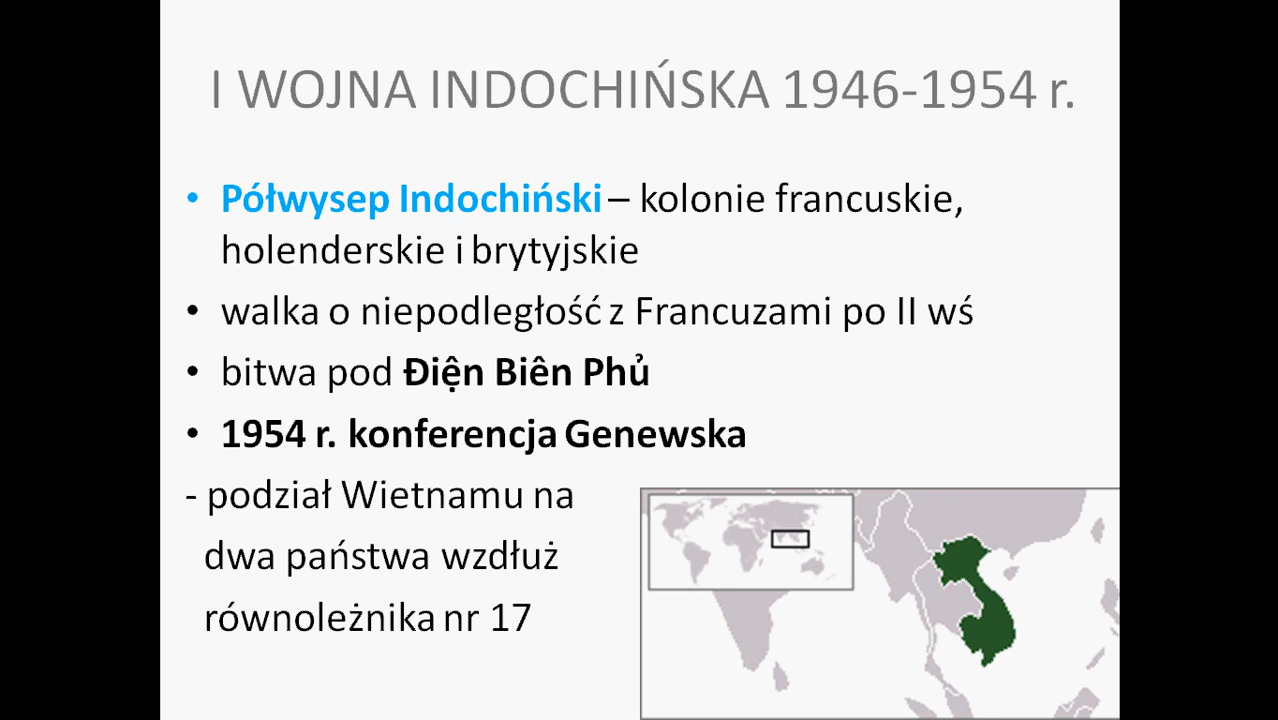 I WOJNA INDOCHIŃSKA 1946-1954 r.
• Półwysep Indochiński – kolonie francuskie,
holenderskie i brytyjskie
• walka o niepodległość z Francuzami po II wś
• bitwa pod Điện Biên Phủ
• 1954 r. konferencja Genewska
- podział Wietnamu na
dwa państwa wzdłuż
równoleżnika nr 17